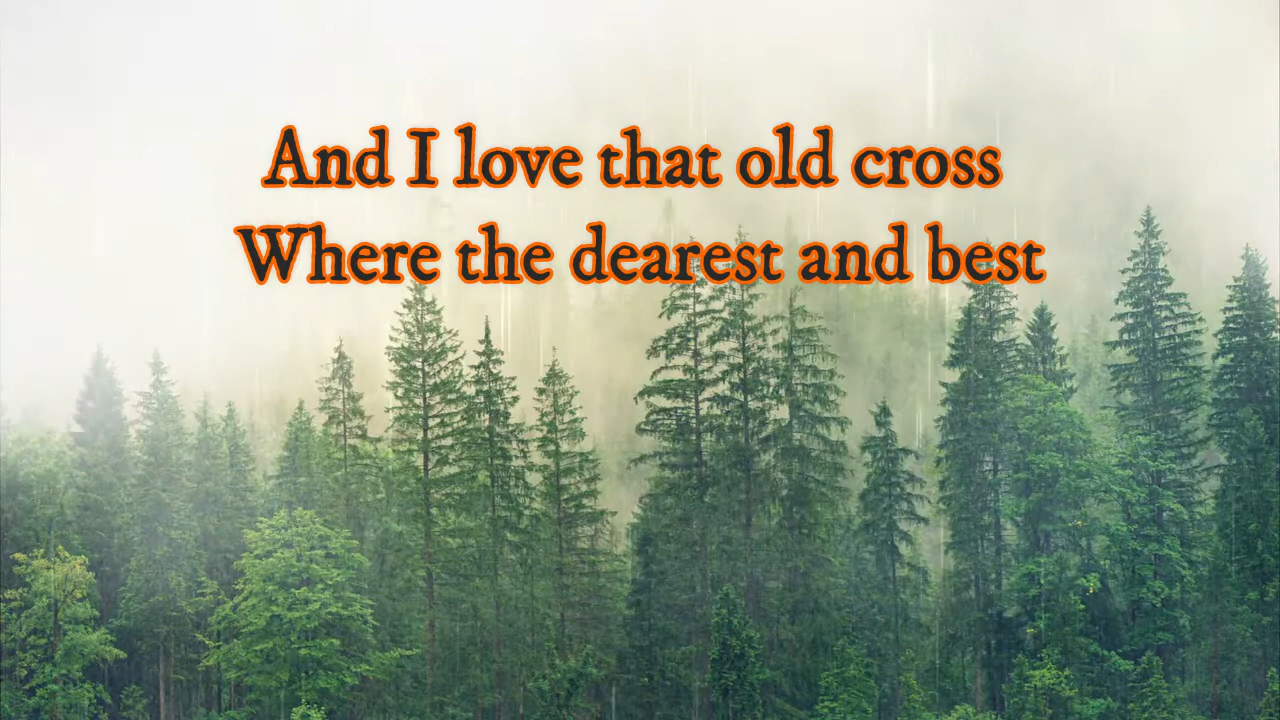 And I love that old cross
Where the dearest and best